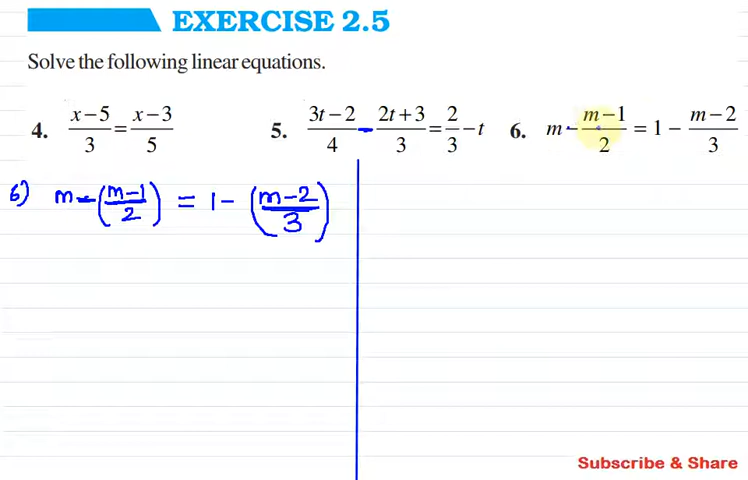 EXERCISE 2.5
Solve the following linear equations.
4. (x−5)/3 = (x−3)/5 5. (3t−2)/4 − (2t+3)/3 = 2/3 − t 6. m − (m−1)/2 = 1 − (m−2)/3
6) m − ((m−1)/2) = 1 − ((m−2)/3)
Subscribe & Share